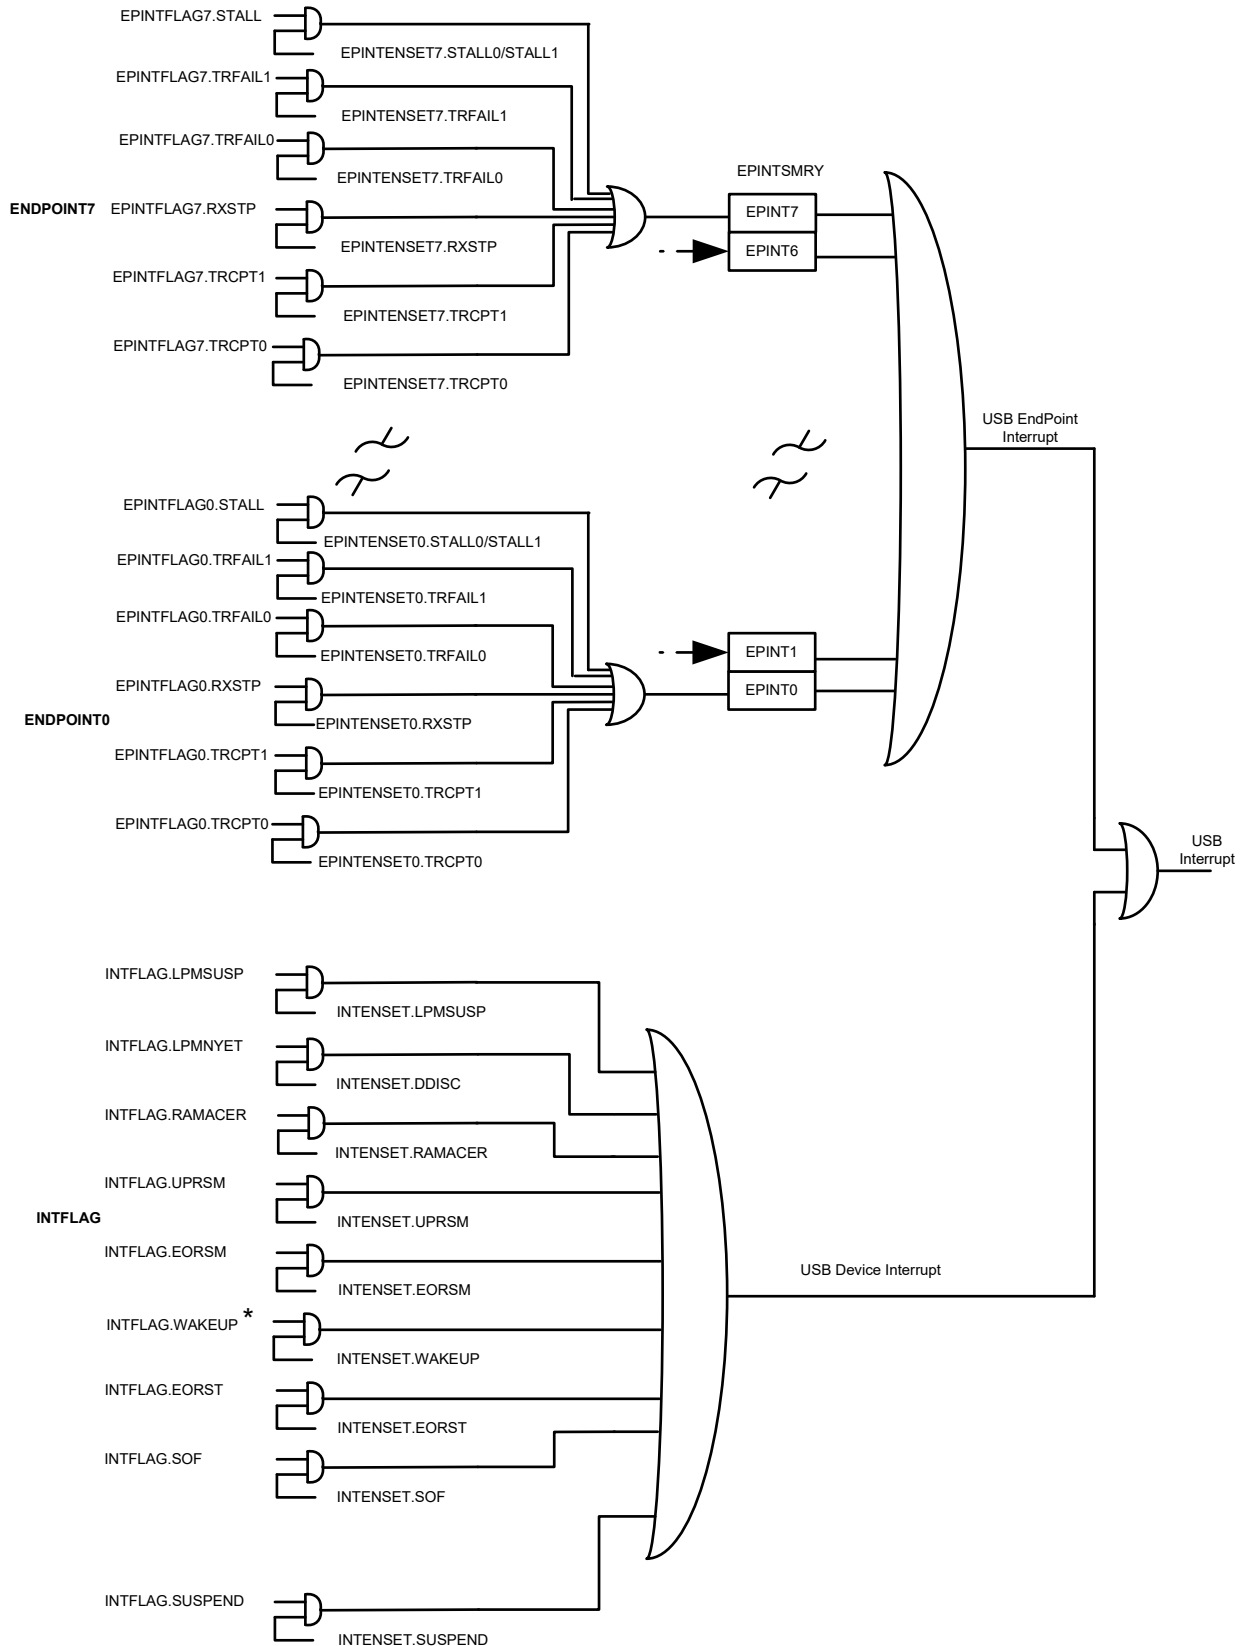 EPINTFLAG7.STALL
EPINTENSET7.STALL0/STALL1
EPINTFLAG7.TRFAIL1
EPINTENSET7.TRFAIL1
EPINTFLAG7.TRFAIL0
EPINTENSET7.TRFAIL0
ENDPOINT7
EPINTFLAG7.RXSTP
EPINTENSET7.RXSTP
EPINTFLAG7.TRCPT1
EPINTENSET7.TRCPT1
EPINTFLAG7.TRCPT0
EPINTENSET7.TRCPT0
EPINTSMRY
EPINT7
EPINT6
USB EndPoint
Interrupt
EPINTFLAG0.STALL
EPINTENSET0.STALL0/STALL1
EPINTFLAG0.TRFAIL1
EPINTENSET0.TRFAIL1
EPINTFLAG0.TRFAIL0
EPINTENSET0.TRFAIL0
EPINTFLAG0.RXSTP
ENDPOINT0
EPINTENSET0.RXSTP
EPINTFLAG0.TRCPT1
EPINTENSET0.TRCPT1
EPINTFLAG0.TRCPT0
EPINTENSET0.TRCPT0
EPINT1
EPINT0
USB
Interrupt
INTFLAG.LPMSUSP
INTENSET.LPMSUSP
INTFLAG.LPMNYET
INTENSET.DDISC
INTFLAG.RAMACER
INTENSET.RAMACER
INTFLAG.UPRSM
INTFLAG
INTENSET.UPRSM
INTFLAG.EORSM
INTENSET.EORSM
INTFLAG.WAKEUP *
INTENSET.WAKEUP
INTFLAG.EORST
INTENSET.EORST
INTFLAG.SOF
INTENSET.SOF
INTFLAG.SUSPEND
INTENSET.SUSPEND
USB Device Interrupt